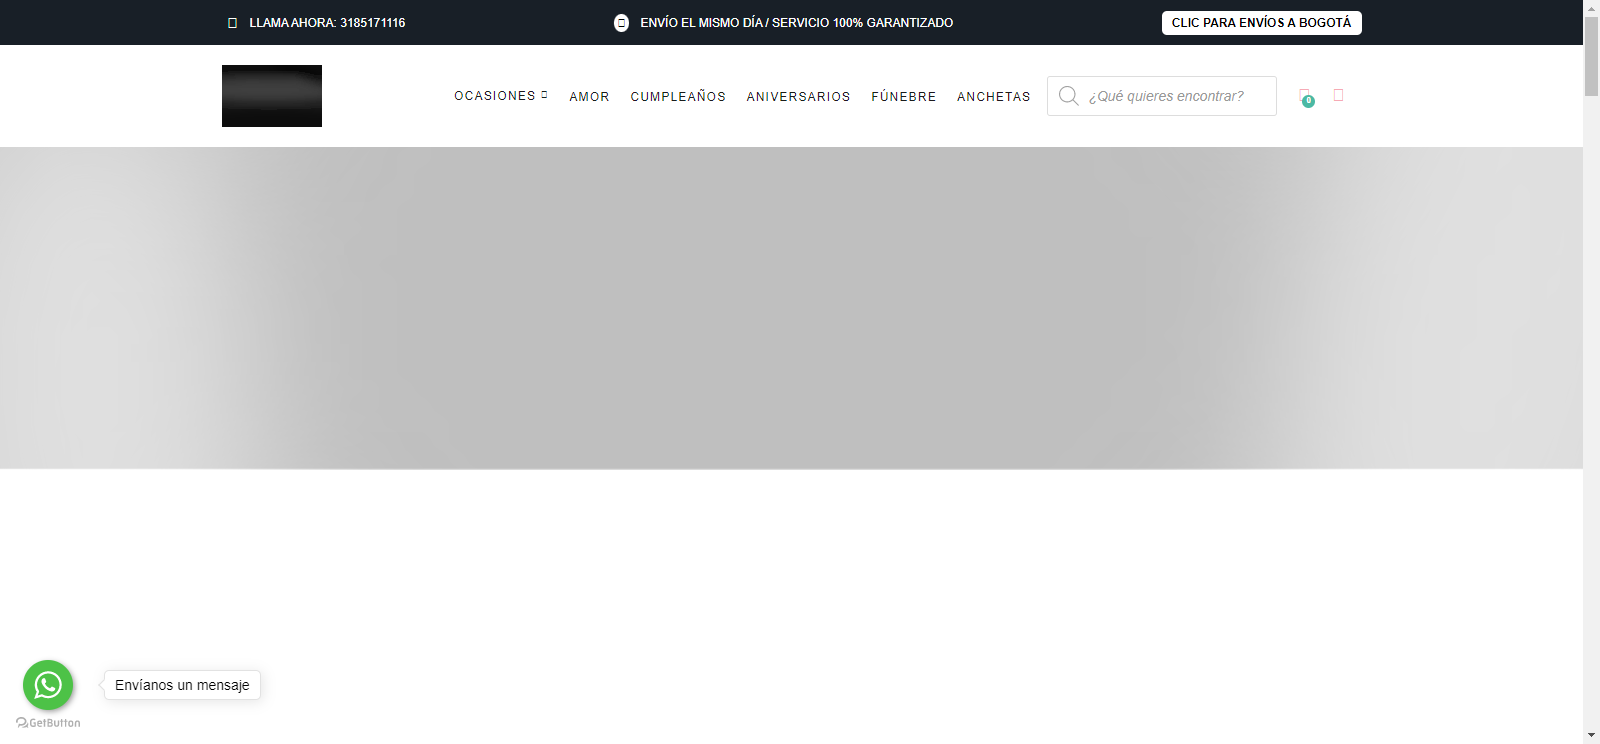 LLAMA AHORA: 3185171116
ENVÍO EL MISMO DÍA / SERVICIO 100% GARANTIZADO
CLIC PARA ENVÍOS A BOGOTÁ
OCASIONES
AMOR
CUMPLEAÑOS
ANIVERSARIOS
FÚNEBRE
ANCHETAS
¿Qué quieres encontrar?
0
Envíanos un mensaje
GetButton